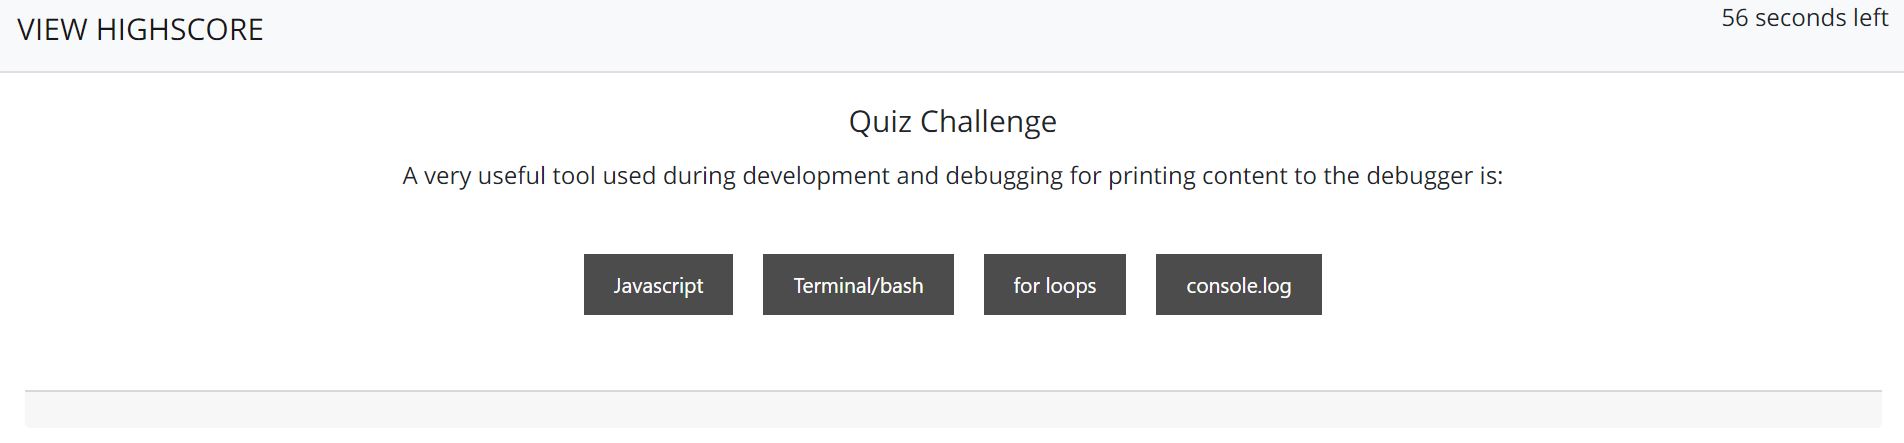 VIEW HIGHSCORE
56 seconds left
Quiz Challenge
A very useful tool used during development and debugging for printing content to the debugger is:
Javascript
Terminal/bash
for loops
console.log